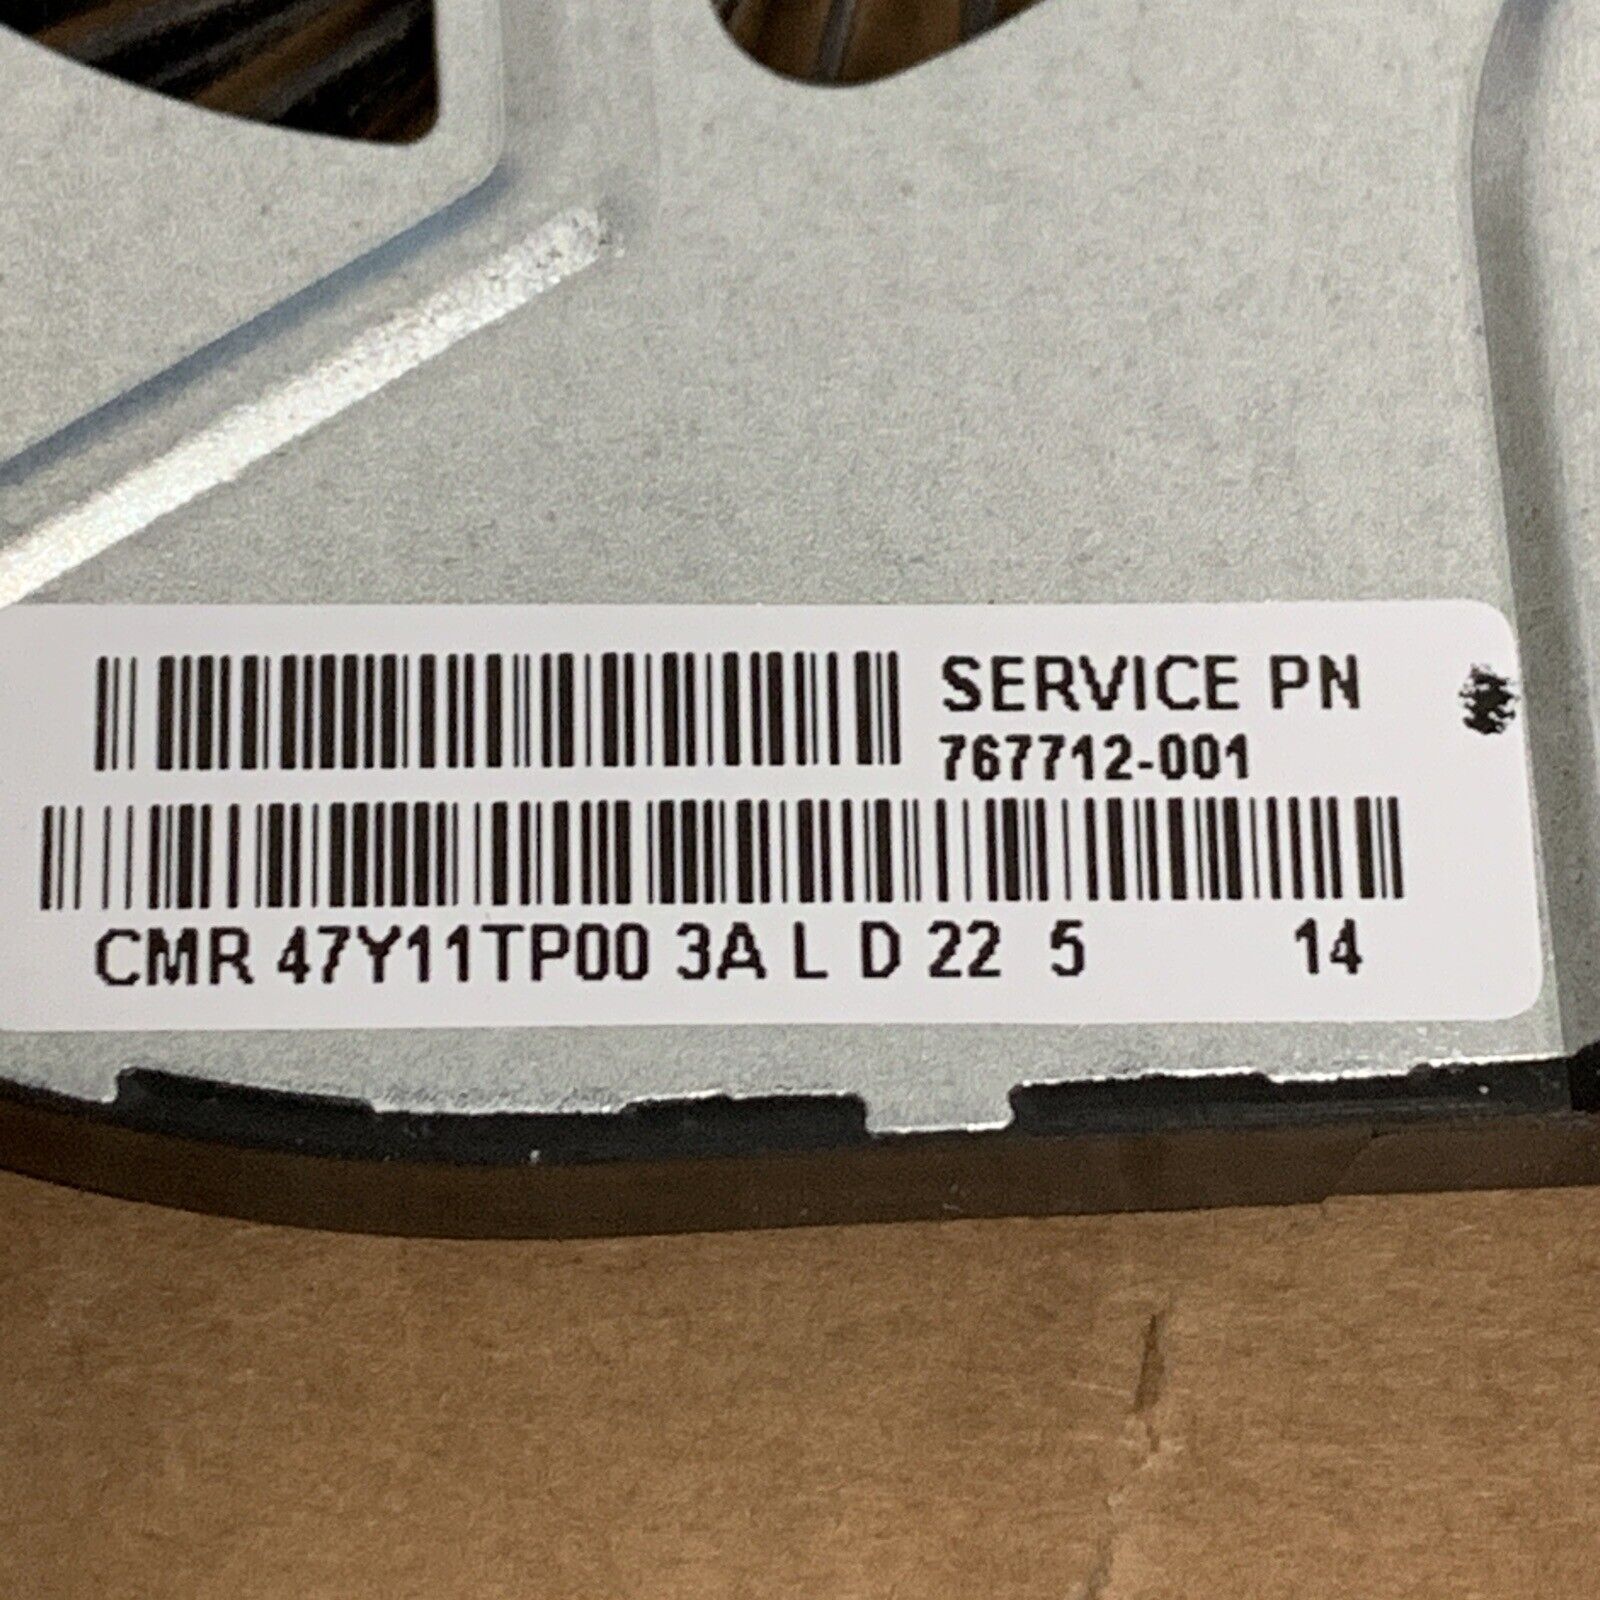 SERVICE PN
767712-001
CMR 47Y11TP00 3A L D 22 5 14